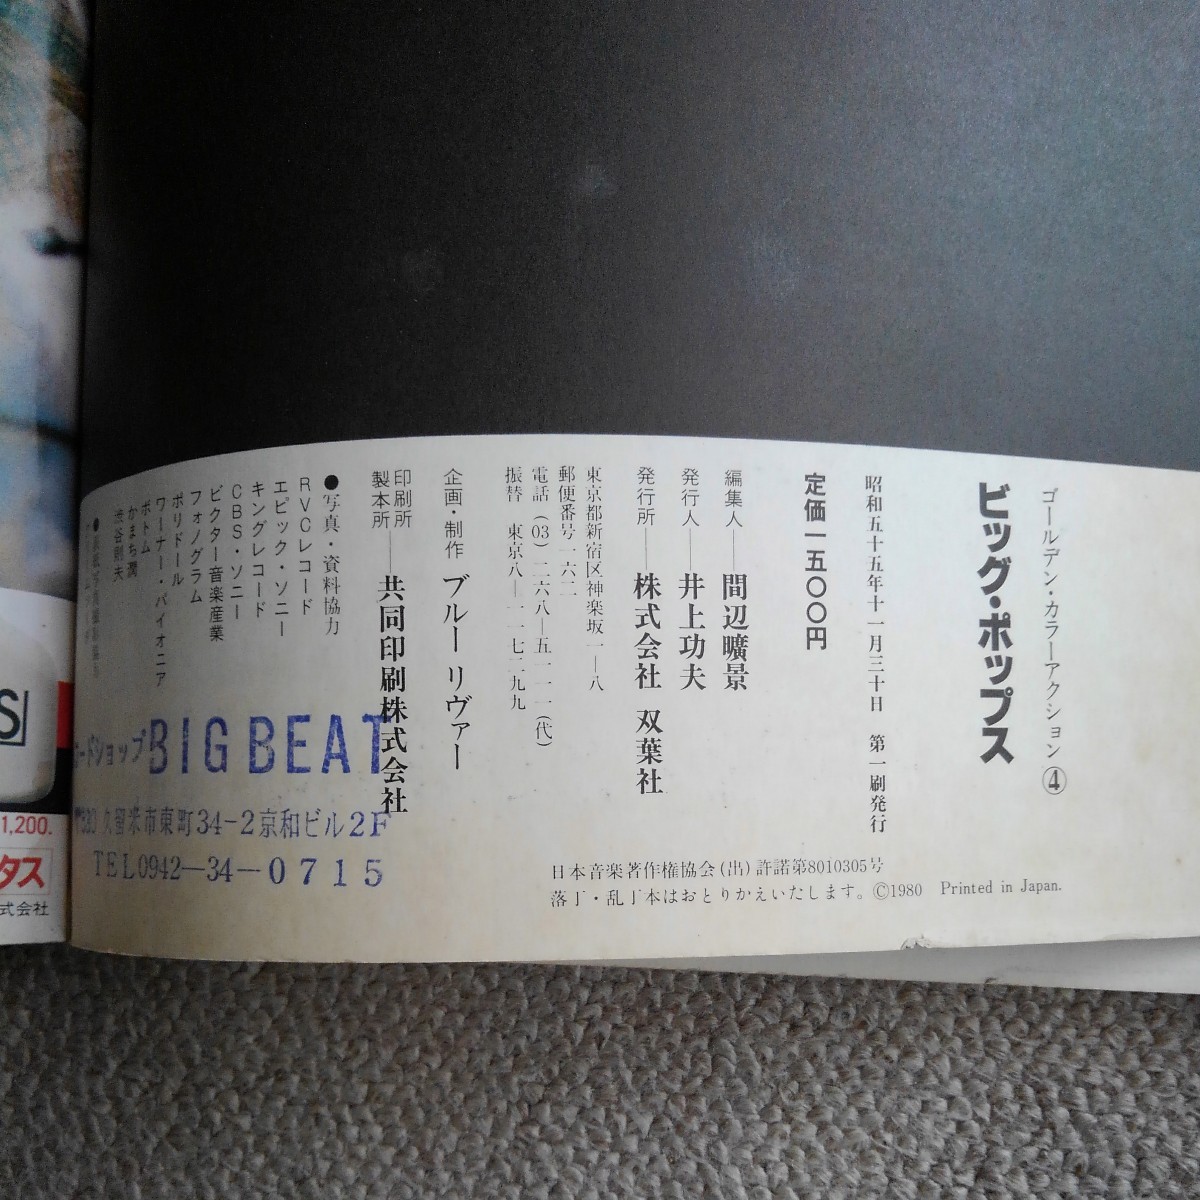 ゴールデン・カラーアクション④
ビッグ・ポップス
昭和五十五年十一月三十日　第一刷発行
定価一五〇〇円
編集人——間辺曠景
発行人——井上功夫
発行所——株式会社 双葉社
東京都新宿区神楽坂一—八
郵便番号一六二
電話 (03) 二六八—五一一一(代)
振替　東京八—一一七二九九
企画・制作　ブルー リヴァー
印刷所
製本所——共同印刷株式会社
●写真・資料協力
RVCレコード
エピック・ソニー
キングレコード
CBS・ソニー
ビクター音楽産業
フォノグラム
ポリドール
ワーナー・パイオニア
ボトム
かまち潤
渋谷則夫
日本音楽著作権協会(出)許諾第8010305号
落丁・乱丁本はおとりかえいたします。©1980　Printed in Japan.
ードショップ BIG BEAT
久留米市東町34-2京和ビル2F
TEL0942—34—0715
S
1,200.
タス
式会社